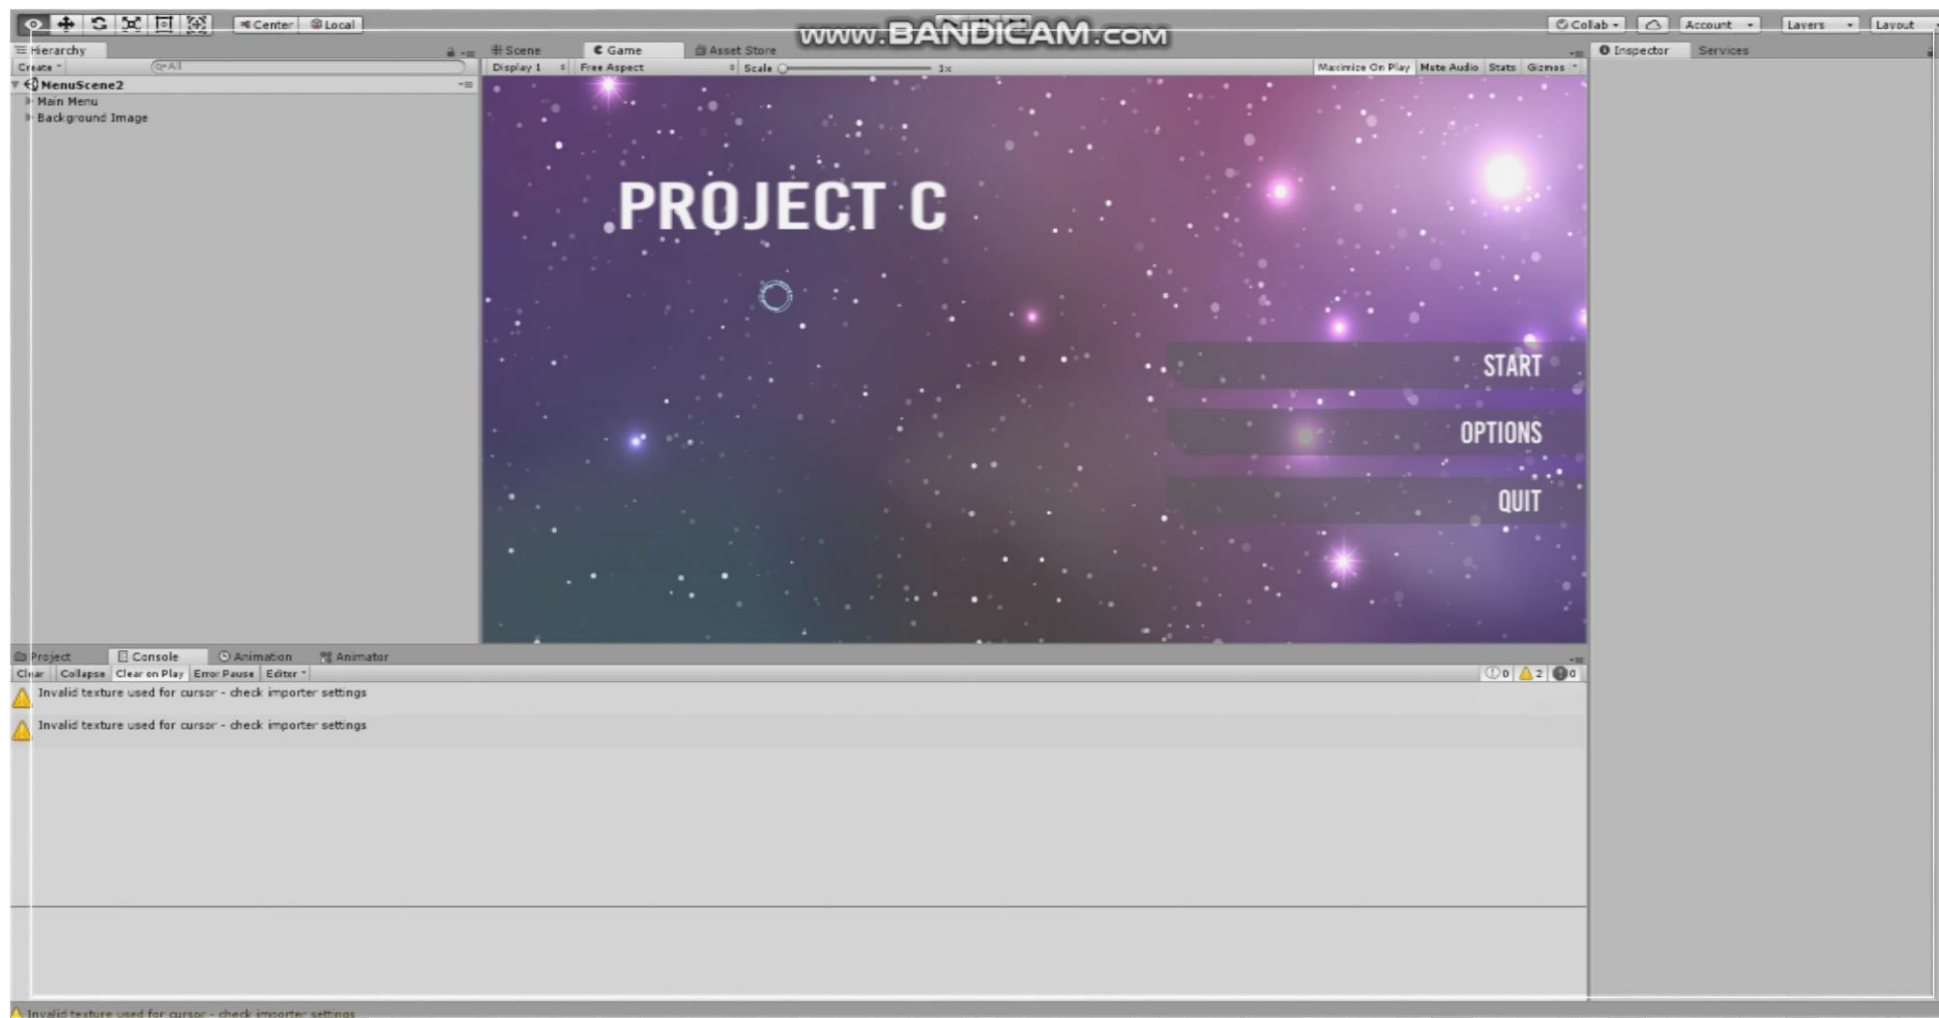 Center Local
www.BANDICAM.com
Collab Account Layers Layout
Hierarchy
Create All
MenuScene2
Main Menu
Background Image
Scene Game Asset Store
Display 1 Free Aspect Scale 1x Maximize On Play Mute Audio Stats Gizmos
Inspector Services
PROJECT C
START
OPTIONS
QUIT
Project Console Animation Animator
Clear Collapse Clear on Play Error Pause Editor 0 2 0
Invalid texture used for cursor - check importer settings
Invalid texture used for cursor - check importer settings
Invalid texture used for cursor - check importer settings